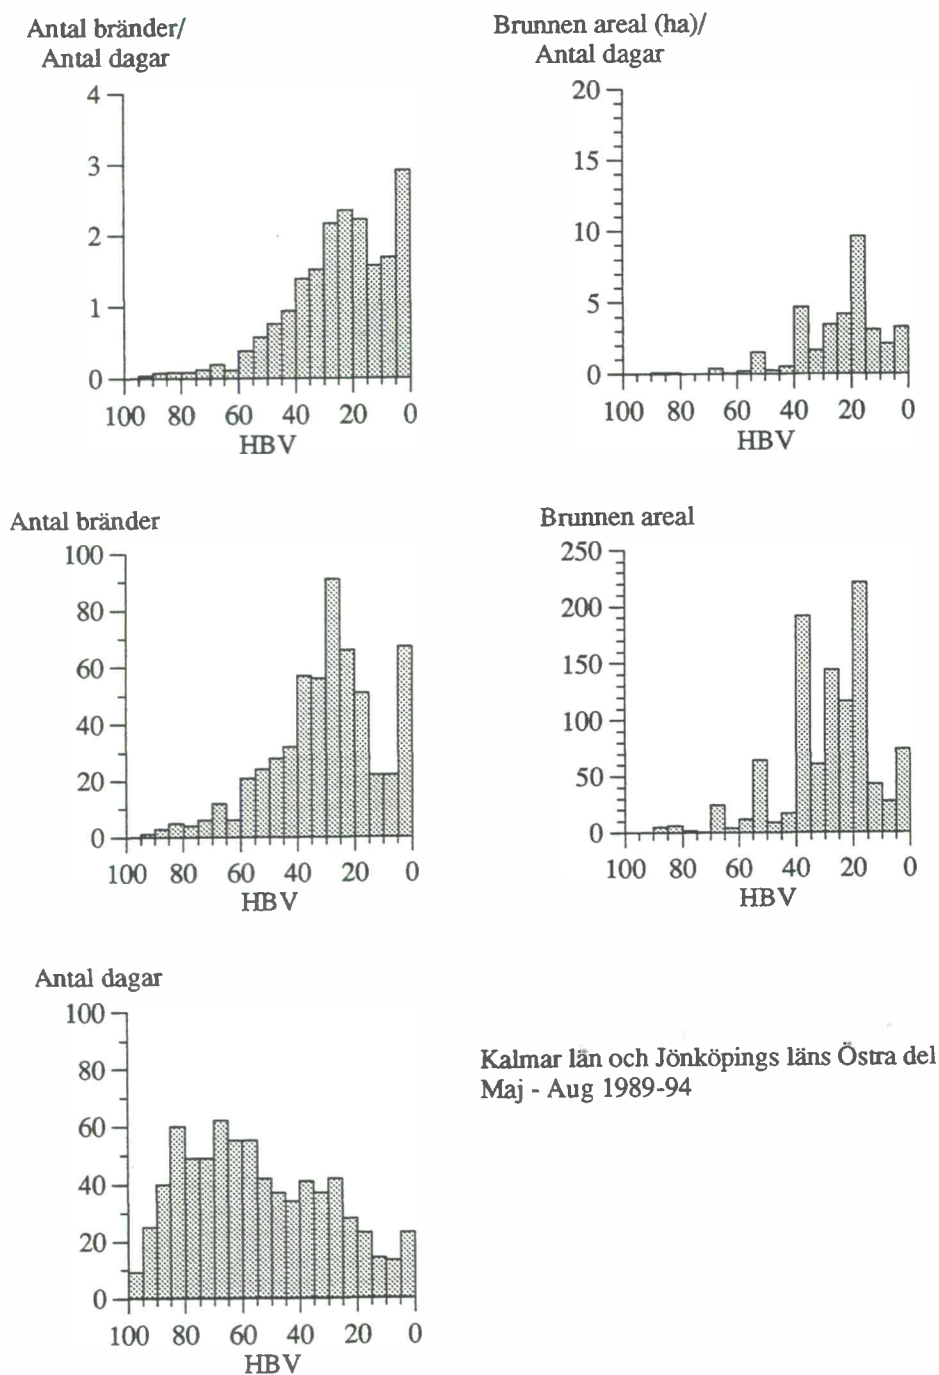 Antal bränder/
Antal dagar
4
3
2
1
0
100 80 60 40 20 0
HBV
Brunnen areal (ha)/
Antal dagar
20
15
10
5
0
100 80 60 40 20 0
HBV
Antal bränder
100
80
60
40
20
0
100 80 60 40 20 0
HBV
Brunnen areal
250
200
150
100
50
0
100 80 60 40 20 0
HBV
Antal dagar
100
80
60
40
20
0
100 80 60 40 20 0
HBV
Kalmar län och Jönköpings läns Östra del
Maj - Aug 1989-94